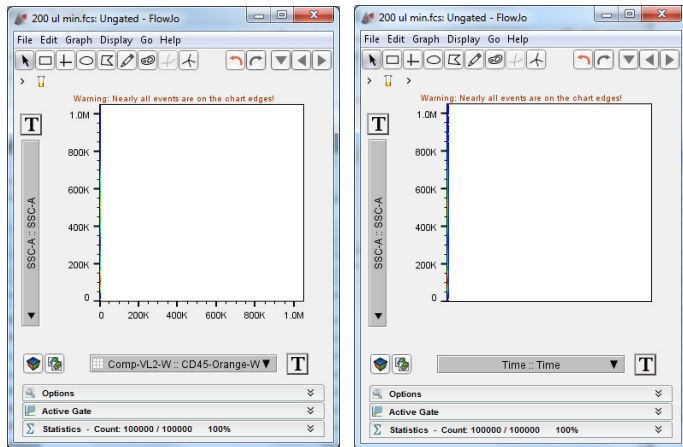 200 ul min.fcs: Ungated - FlowJo
File Edit Graph Display Go Help
T
Warning: Nearly all events are on the chart edges!
1.0M
800K
600K
400K
200K
0
SSC-A :: SSC-A
0 200K 400K 600K 800K 1.0M
Comp-VL2-W :: CD45-Orange-W
T
Options
Active Gate
Σ Statistics - Count: 100000 / 100000 100%
200 ul min.fcs: Ungated - FlowJo
File Edit Graph Display Go Help
T
Warning: Nearly all events are on the chart edges!
1.0M
800K
600K
400K
200K
0
SSC-A :: SSC-A
Time :: Time
T
Options
Active Gate
Σ Statistics - Count: 100000 / 100000 100%